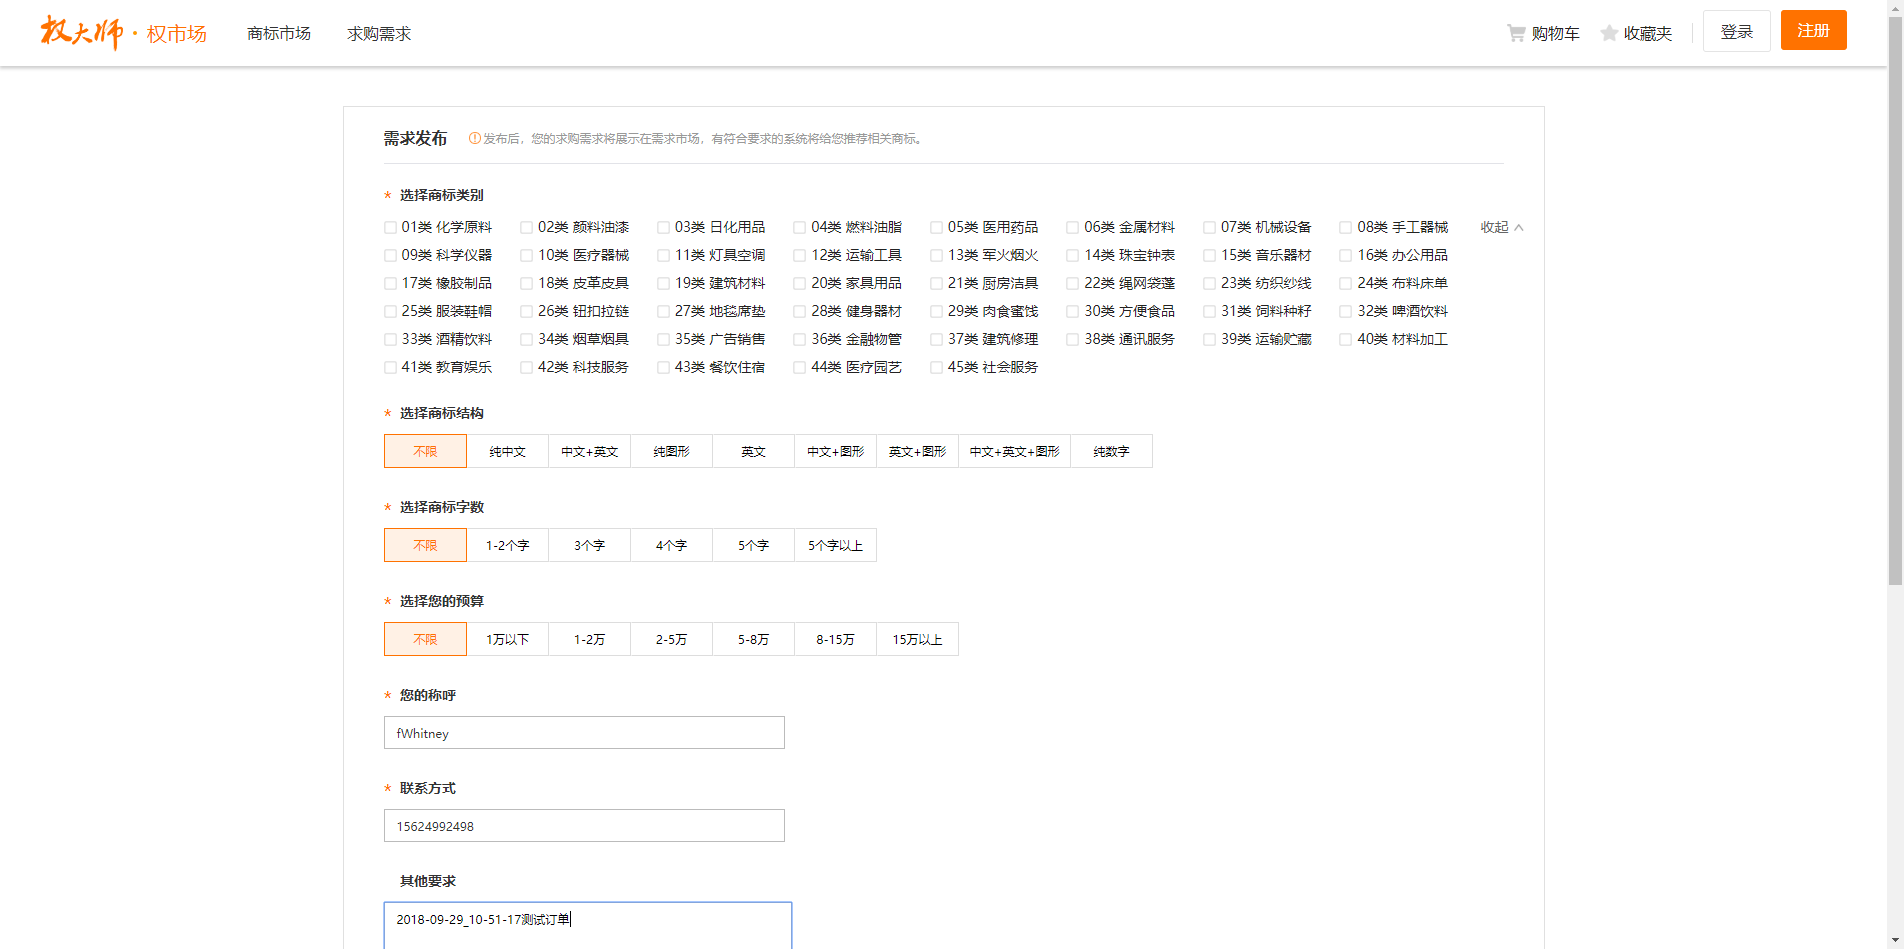 权大师·权市场 商标市场 求购需求 购物车 收藏夹 登录 注册
需求发布 发布后，您的求购需求将展示在需求市场，有符合要求的系统将给您推荐相关商标。
* 选择商标类别
01类 化学原料 02类 颜料油漆 03类 日化用品 04类 燃料油脂 05类 医用药品 06类 金属材料 07类 机械设备 08类 手工器械 收起
09类 科学仪器 10类 医疗器械 11类 灯具空调 12类 运输工具 13类 军火烟火 14类 珠宝钟表 15类 音乐器材 16类 办公用品
17类 橡胶制品 18类 皮革皮具 19类 建筑材料 20类 家具用品 21类 厨房洁具 22类 绳网袋篷 23类 纺织纱线 24类 布料床单
25类 服装鞋帽 26类 钮扣拉链 27类 地毯席垫 28类 健身器材 29类 肉食蜜饯 30类 方便食品 31类 饲料种籽 32类 啤酒饮料
33类 酒精饮料 34类 烟草烟具 35类 广告销售 36类 金融物管 37类 建筑修理 38类 通讯服务 39类 运输贮藏 40类 材料加工
41类 教育娱乐 42类 科技服务 43类 餐饮住宿 44类 医疗园艺 45类 社会服务
* 选择商标结构
不限 纯中文 中文+英文 纯图形 英文 中文+图形 英文+图形 中文+英文+图形 纯数字
* 选择商标字数
不限 1-2个字 3个字 4个字 5个字 5个字以上
* 选择您的预算
不限 1万以下 1-2万 2-5万 5-8万 8-15万 15万以上
* 您的称呼
fWhitney
* 联系方式
15624992498
其他要求
2018-09-29_10-51-17测试订单